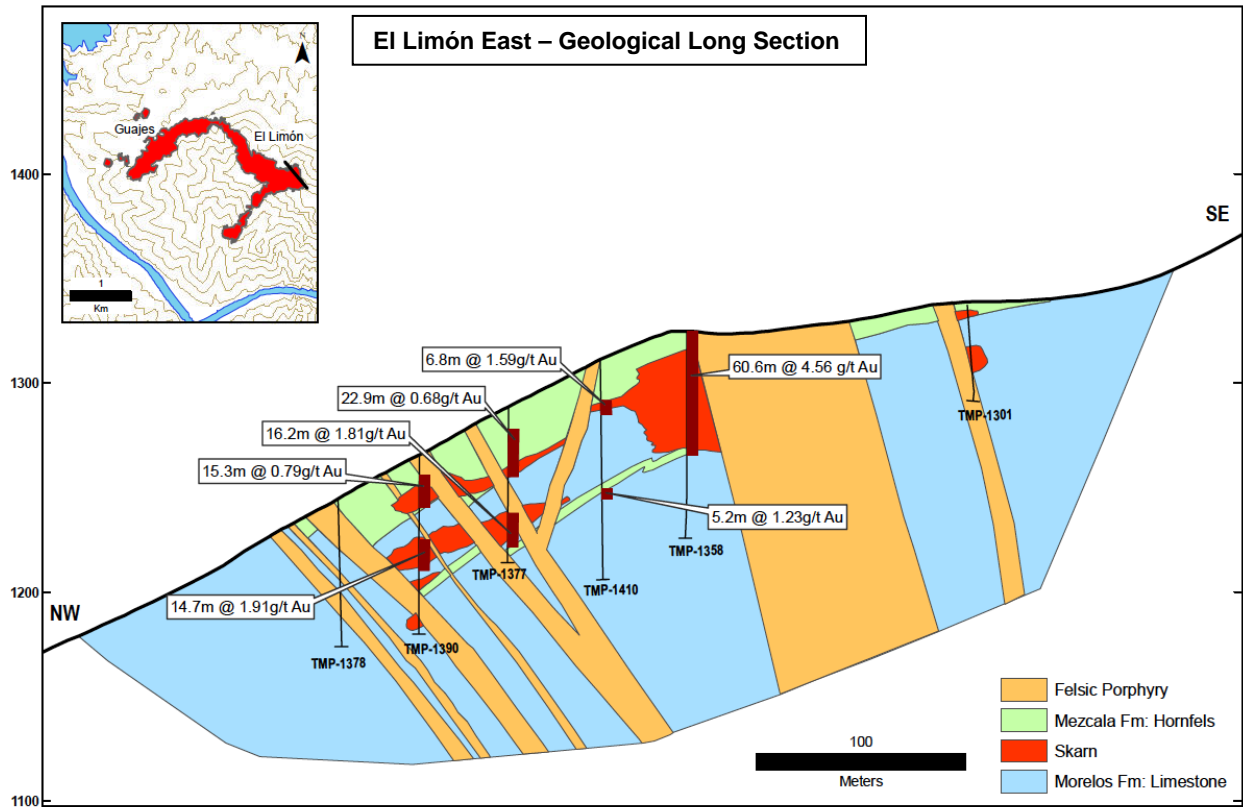 El Limón East – Geological Long Section
N
Guajes
El Limón
1
Km
1400
1300
1200
1100
NW
SE
6.8m @ 1.59g/t Au
22.9m @ 0.68g/t Au
16.2m @ 1.81g/t Au
15.3m @ 0.79g/t Au
14.7m @ 1.91g/t Au
60.6m @ 4.56 g/t Au
5.2m @ 1.23g/t Au
TMP-1378
TMP-1390
TMP-1377
TMP-1410
TMP-1358
TMP-1301
100
Meters
Felsic Porphyry
Mezcala Fm: Hornfels
Skarn
Morelos Fm: Limestone